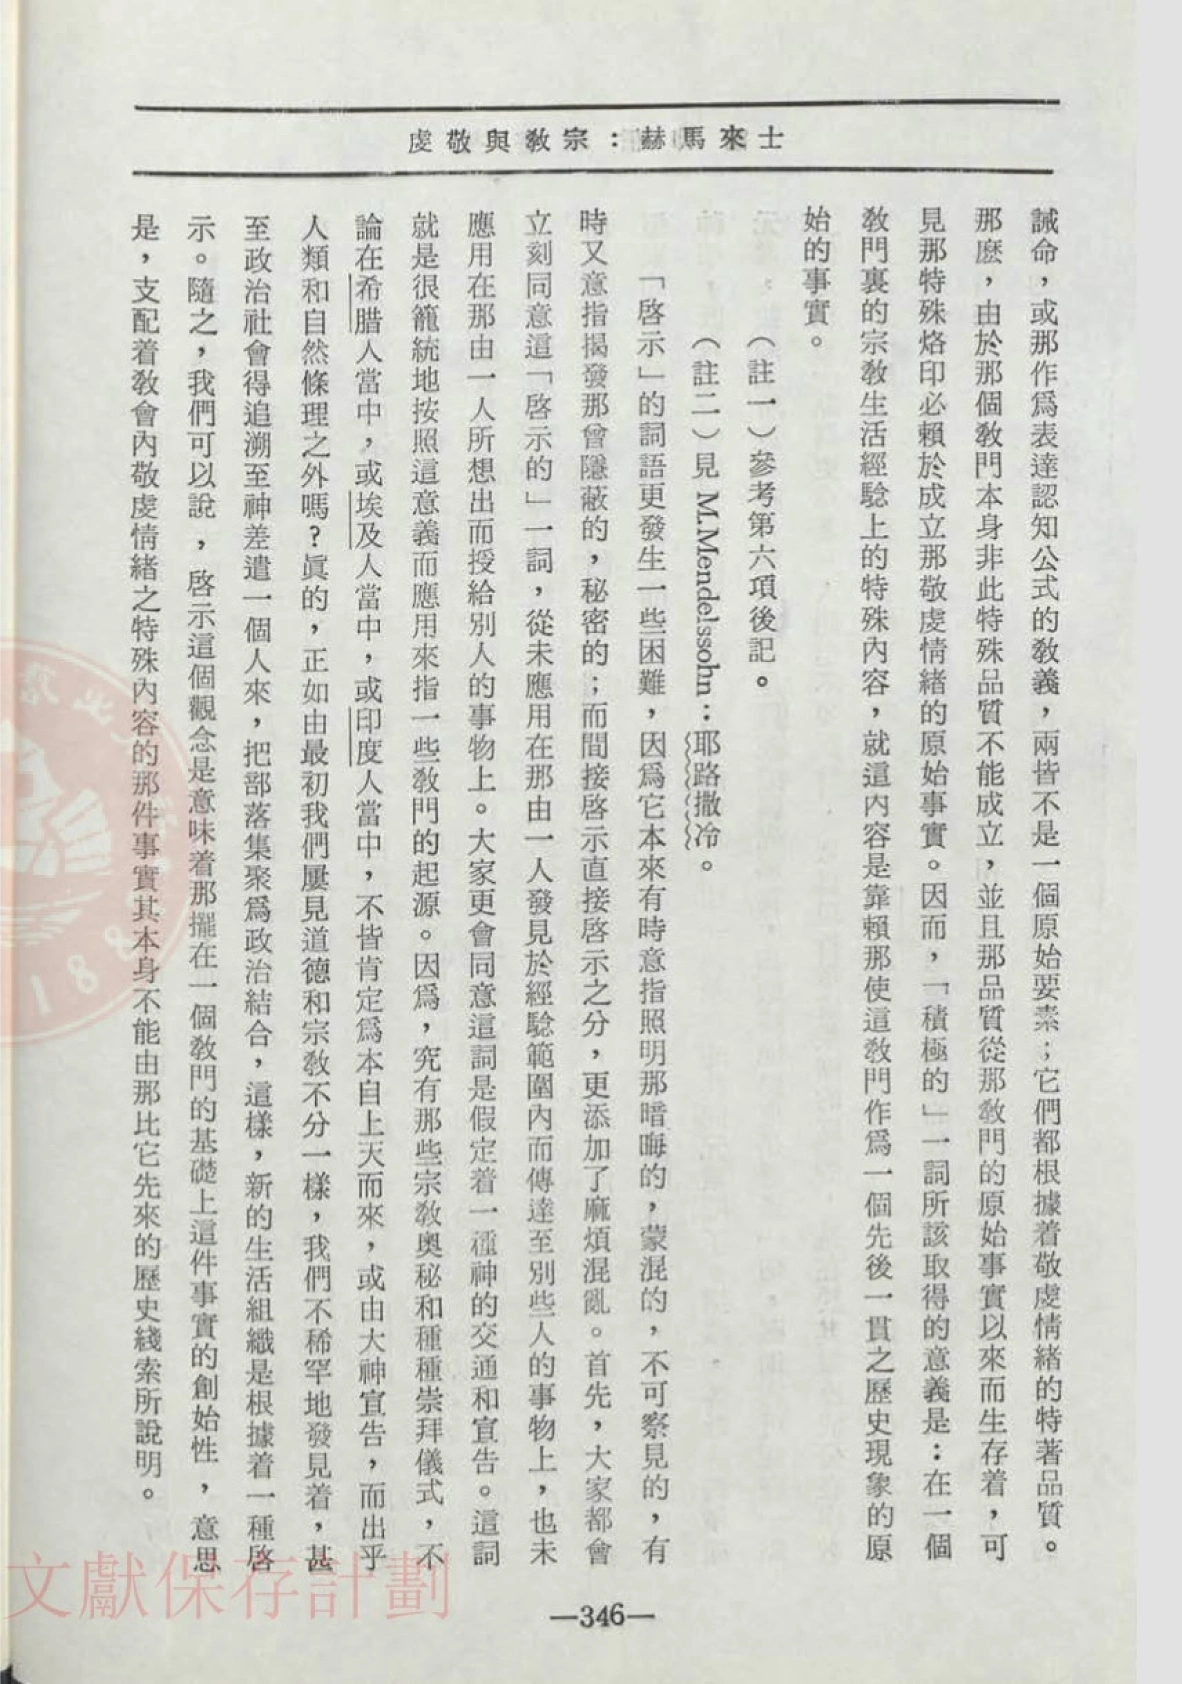 士來馬赫：宗教與敬虔
誡命，或那作爲表達認知公式的教義，兩皆不是一個原始要素；它們都根據着敬虔情緒的特著品質。
那麽，由於那個教門本身非此特殊品質不能成立，並且那品質從那教門的原始事實以來而生存着，可
見那特殊烙印必賴於成立那敬虔情緒的原始事實。因而，「積極的」一詞所該取得的意義是：在一個
教門裏的宗教生活經驗上的特殊內容，就這內容是靠賴那使這教門作爲一個先後一貫之歷史現象的原
始的事實。
（註一）參考第六項後記。
（註二）見 M.Mendelssohn：耶路撒冷。
「啓示」的詞語更發生一些困難，因爲它本來有時意指照明那暗晦的，蒙混的，不可察見的，有
時又意指揭發那曾隱蔽的，秘密的；而間接啓示直接啓示之分，更添加了麻煩混亂。首先，大家都會
立刻同意這「啓示的」一詞，從未應用在那由一人發見於經驗範圍內而傳達至別些人的事物上，也未
應用在那由一人所想出而授給別人的事物上。大家更會同意這詞是假定着一種神的交通和宣告。這詞
就是很籠統地按照這意義而應用來指一些教門的起源。因爲，究有那些宗教奧秘和種種崇拜儀式，不
論在希腊人當中，或埃及人當中，或印度人當中，不皆肯定爲本自上天而來，或由大神宣告，而出乎
人類和自然條理之外嗎？眞的，正如由最初我們屢見道德和宗教不分一樣，我們不稀罕地發見着，甚
至政治社會得追溯至神差遣一個人來，把部落集聚爲政治結合，這樣，新的生活組織是根據着一種啓
示。隨之，我們可以說，啓示這個觀念是意味着那擺在一個教門的基礎上這件事實的創始性，意思
是，支配着教會內敬虔情緒之特殊內容的那件事實其本身不能由那比它先來的歷史綫索所說明。
—346—
文獻保存計劃
188